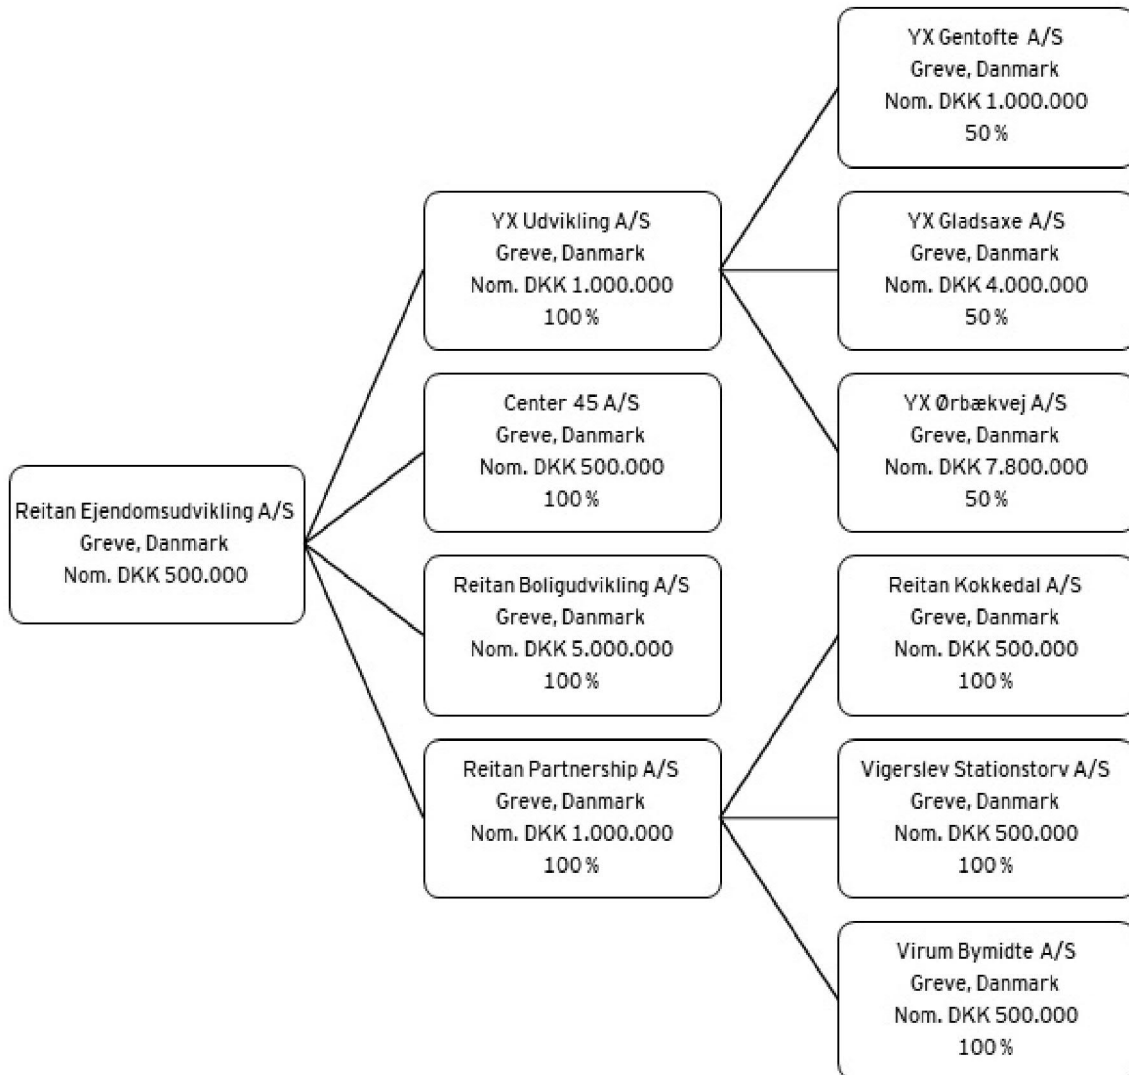 Reitan Ejendomsudvikling A/S
Greve, Danmark
Nom. DKK 500.000
YX Udvikling A/S
Greve, Danmark
Nom. DKK 1.000.000
100 %
Center 45 A/S
Greve, Danmark
Nom. DKK 500.000
100 %
Reitan Boligudvikling A/S
Greve, Danmark
Nom. DKK 5.000.000
100 %
Reitan Partnership A/S
Greve, Danmark
Nom. DKK 1.000.000
100 %
YX Gentofte A/S
Greve, Danmark
Nom. DKK 1.000.000
50 %
YX Gladsaxe A/S
Greve, Danmark
Nom. DKK 4.000.000
50 %
YX Ørbækvej A/S
Greve, Danmark
Nom. DKK 7.800.000
50 %
Reitan Kokkedal A/S
Greve, Danmark
Nom. DKK 500.000
100 %
Vigerslev Stationstorv A/S
Greve, Danmark
Nom. DKK 500.000
100 %
Virum Bymidte A/S
Greve, Danmark
Nom. DKK 500.000
100 %